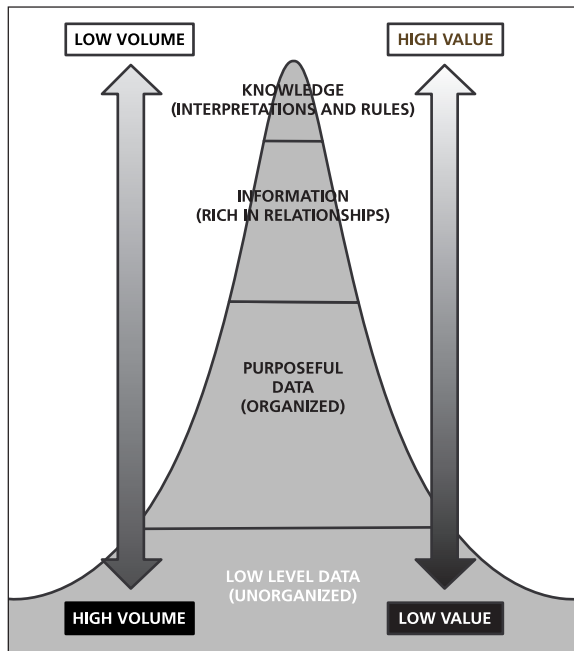 LOW VOLUME
HIGH VALUE
KNOWLEDGE
(INTERPRETATIONS AND RULES)
INFORMATION
(RICH IN RELATIONSHIPS)
PURPOSEFUL
DATA
(ORGANIZED)
LOW LEVEL DATA
(UNORGANIZED)
HIGH VOLUME
LOW VALUE